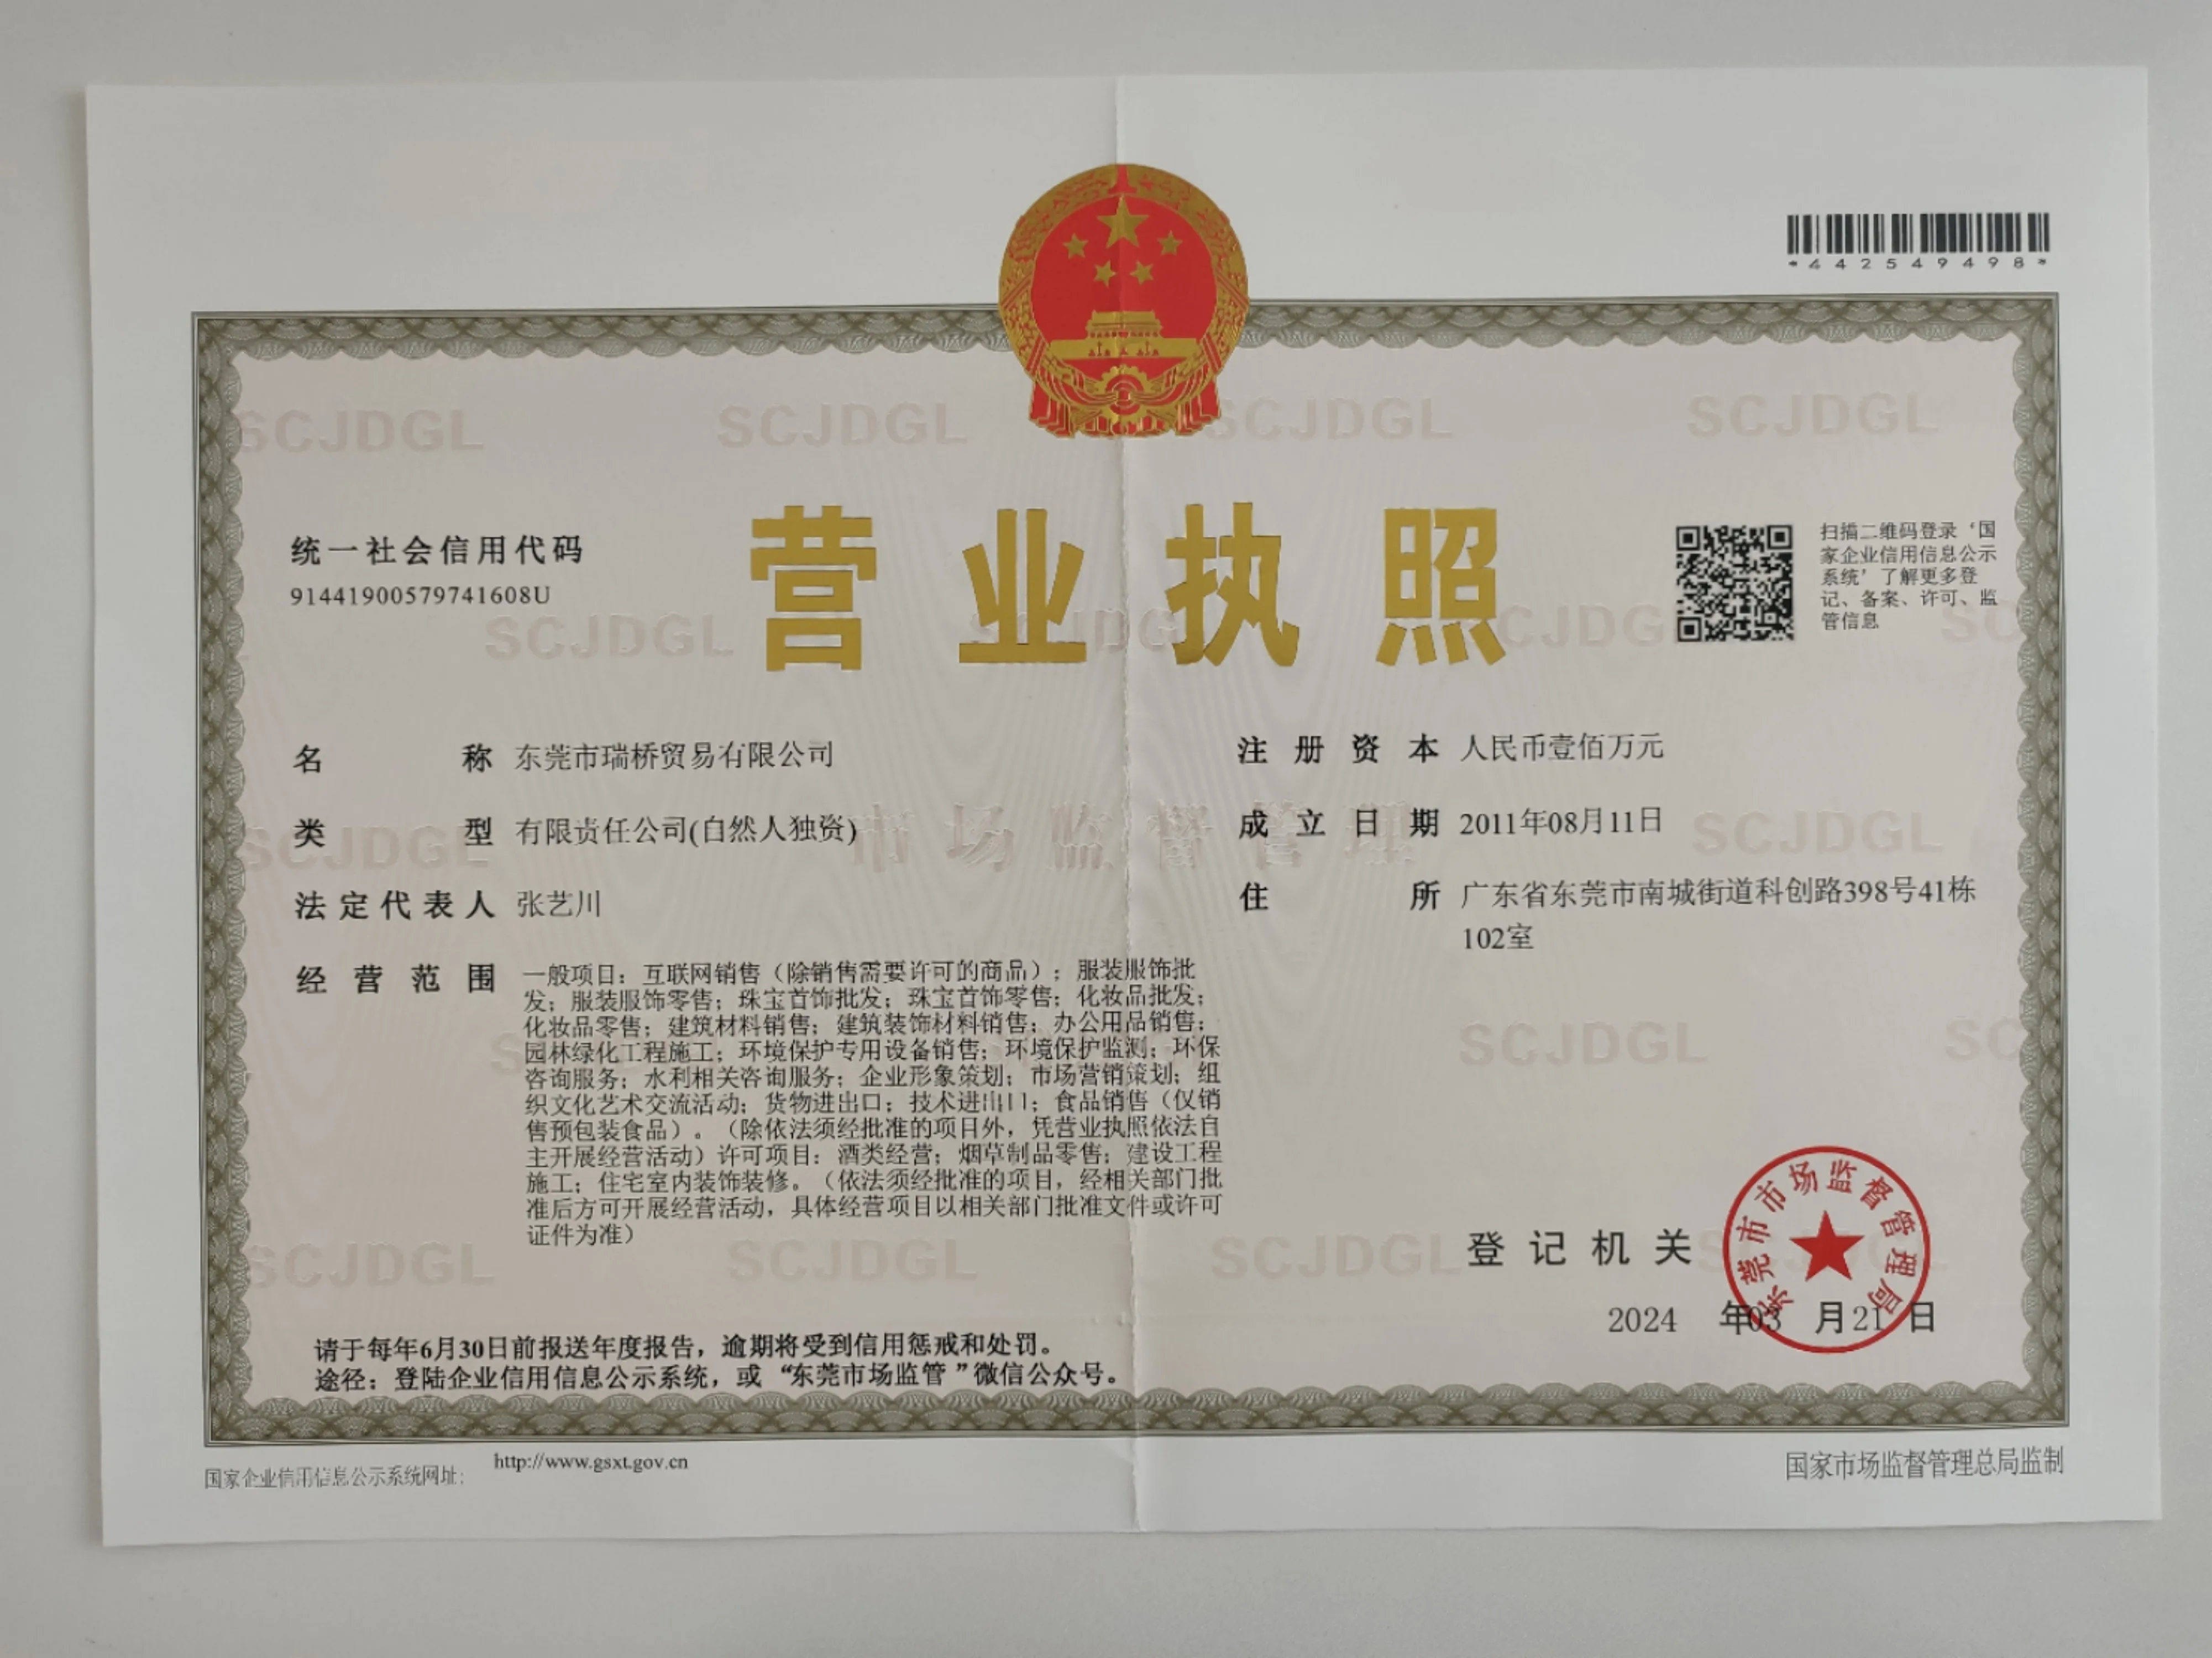 *442549498*
SCJDGL SCJDGL SCJDGL SCJDGL
营业执照
统一社会信用代码
91441900579741608U
扫描二维码登录‘国
家企业信用信息公示
系统’了解更多登
记、备案、许可、监
管信息
名称 东莞市瑞桥贸易有限公司
类型 有限责任公司(自然人独资)
法定代表人 张艺川
经营范围 一般项目：互联网销售（除销售需要许可的商品）；服装服饰批
发；服装服饰零售；珠宝首饰批发；珠宝首饰零售；化妆品批发；
化妆品零售；建筑材料销售；建筑装饰材料销售；办公用品销售；
园林绿化工程施工；环境保护专用设备销售；环境保护监测；环保
咨询服务；水利相关咨询服务；企业形象策划；市场营销策划；组
织文化艺术交流活动；货物进出口；技术进出口；食品销售（仅销
售预包装食品）。（除依法须经批准的项目外，凭营业执照依法自
主开展经营活动）许可项目：酒类经营；烟草制品零售；建设工程
施工；住宅室内装饰装修。（依法须经批准的项目，经相关部门批
准后方可开展经营活动，具体经营项目以相关部门批准文件或许可
证件为准）
注册资本 人民币壹佰万元
成立日期 2011年08月11日
住所 广东省东莞市南城街道科创路398号41栋
102室
市场监督管理
登记机关
东莞市市场监督管理局
2024 年03 月21日
请于每年6月30日前报送年度报告，逾期将受到信用惩戒和处罚。
途径：登陆企业信用信息公示系统，或“东莞市场监管”微信公众号。
国家企业信用信息公示系统网址： http://www.gsxt.gov.cn
国家市场监督管理总局监制